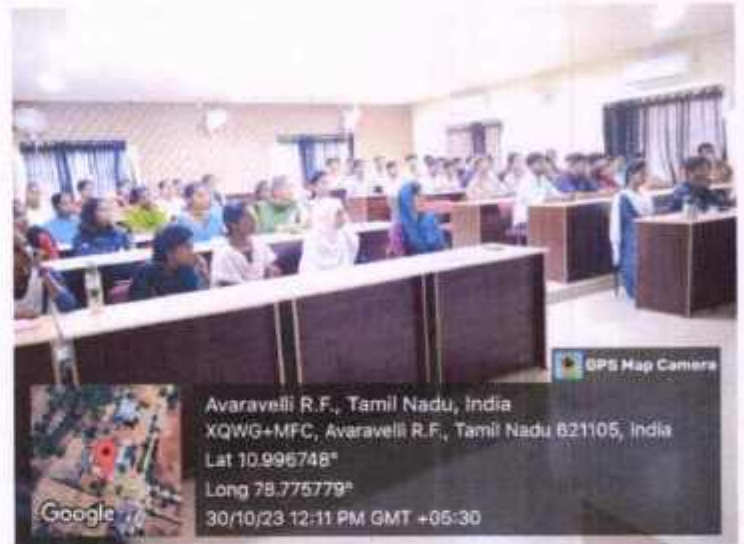 GPS Map Camera
Avaravelli R.F., Tamil Nadu, India
XQWG+MFC, Avaravelli R.F., Tamil Nadu 621105, India
Lat 10.996748°
Long 78.775779°
30/10/23 12:11 PM GMT +05:30
Google